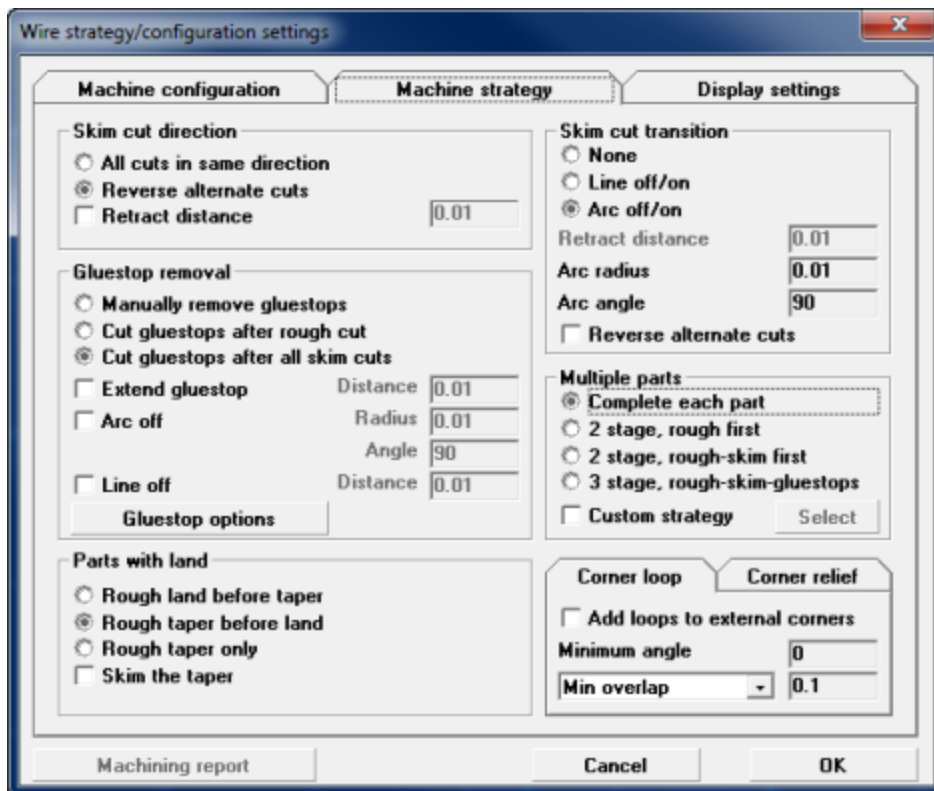 Wire strategy/configuration settings
Machine configuration
Machine strategy
Display settings
Skim cut direction
All cuts in same direction
Reverse alternate cuts
Retract distance 0.01
Gluestop removal
Manually remove gluestops
Cut gluestops after rough cut
Cut gluestops after all skim cuts
Extend gluestop Distance 0.01
Arc off Radius 0.01
Angle 90
Line off Distance 0.01
Gluestop options
Parts with land
Rough land before taper
Rough taper before land
Rough taper only
Skim the taper
Skim cut transition
None
Line off/on
Arc off/on
Retract distance 0.01
Arc radius 0.01
Arc angle 90
Reverse alternate cuts
Multiple parts
Complete each part
2 stage, rough first
2 stage, rough-skim first
3 stage, rough-skim-gluestops
Custom strategy Select
Corner loop
Corner relief
Add loops to external corners
Minimum angle 0
Min overlap 0.1
Machining report
Cancel
OK